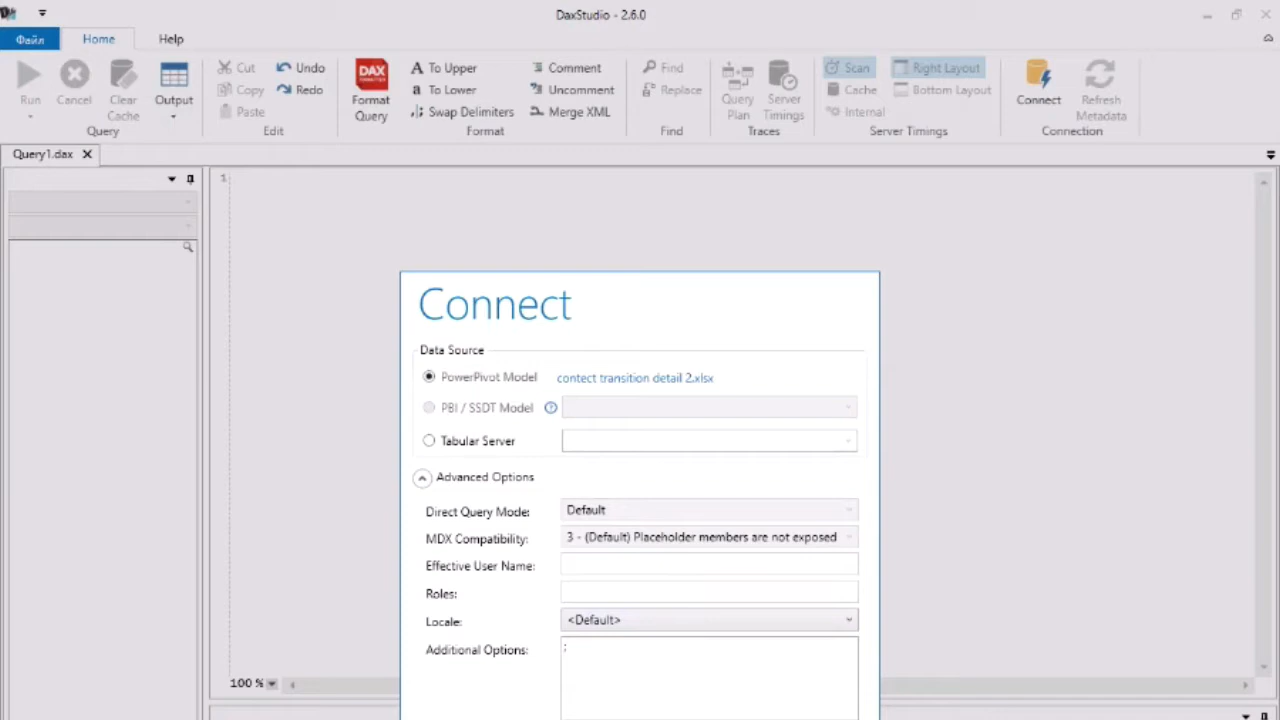 DaxStudio - 2.6.0
Файл Home Help
Cut Undo To Upper Comment Find Scan Right Layout
Copy Redo To Lower Uncomment Replace Cache Bottom Layout
Paste Swap Delimiters Merge XML Internal
Run Cancel Clear Cache Output
DAX FORMATTER
Format Query
Query Plan Server Timings
Connect Refresh Metadata
Query Edit Format Find Traces Server Timings Connection
Query1.dax
1
Connect
Data Source
PowerPivot Model contect transition detail 2.xlsx
PBI / SSDT Model
Tabular Server
Advanced Options
Direct Query Mode: Default
MDX Compatibility: 3 - (Default) Placeholder members are not exposed
Effective User Name:
Roles:
Locale: <Default>
Additional Options: ;
100 %